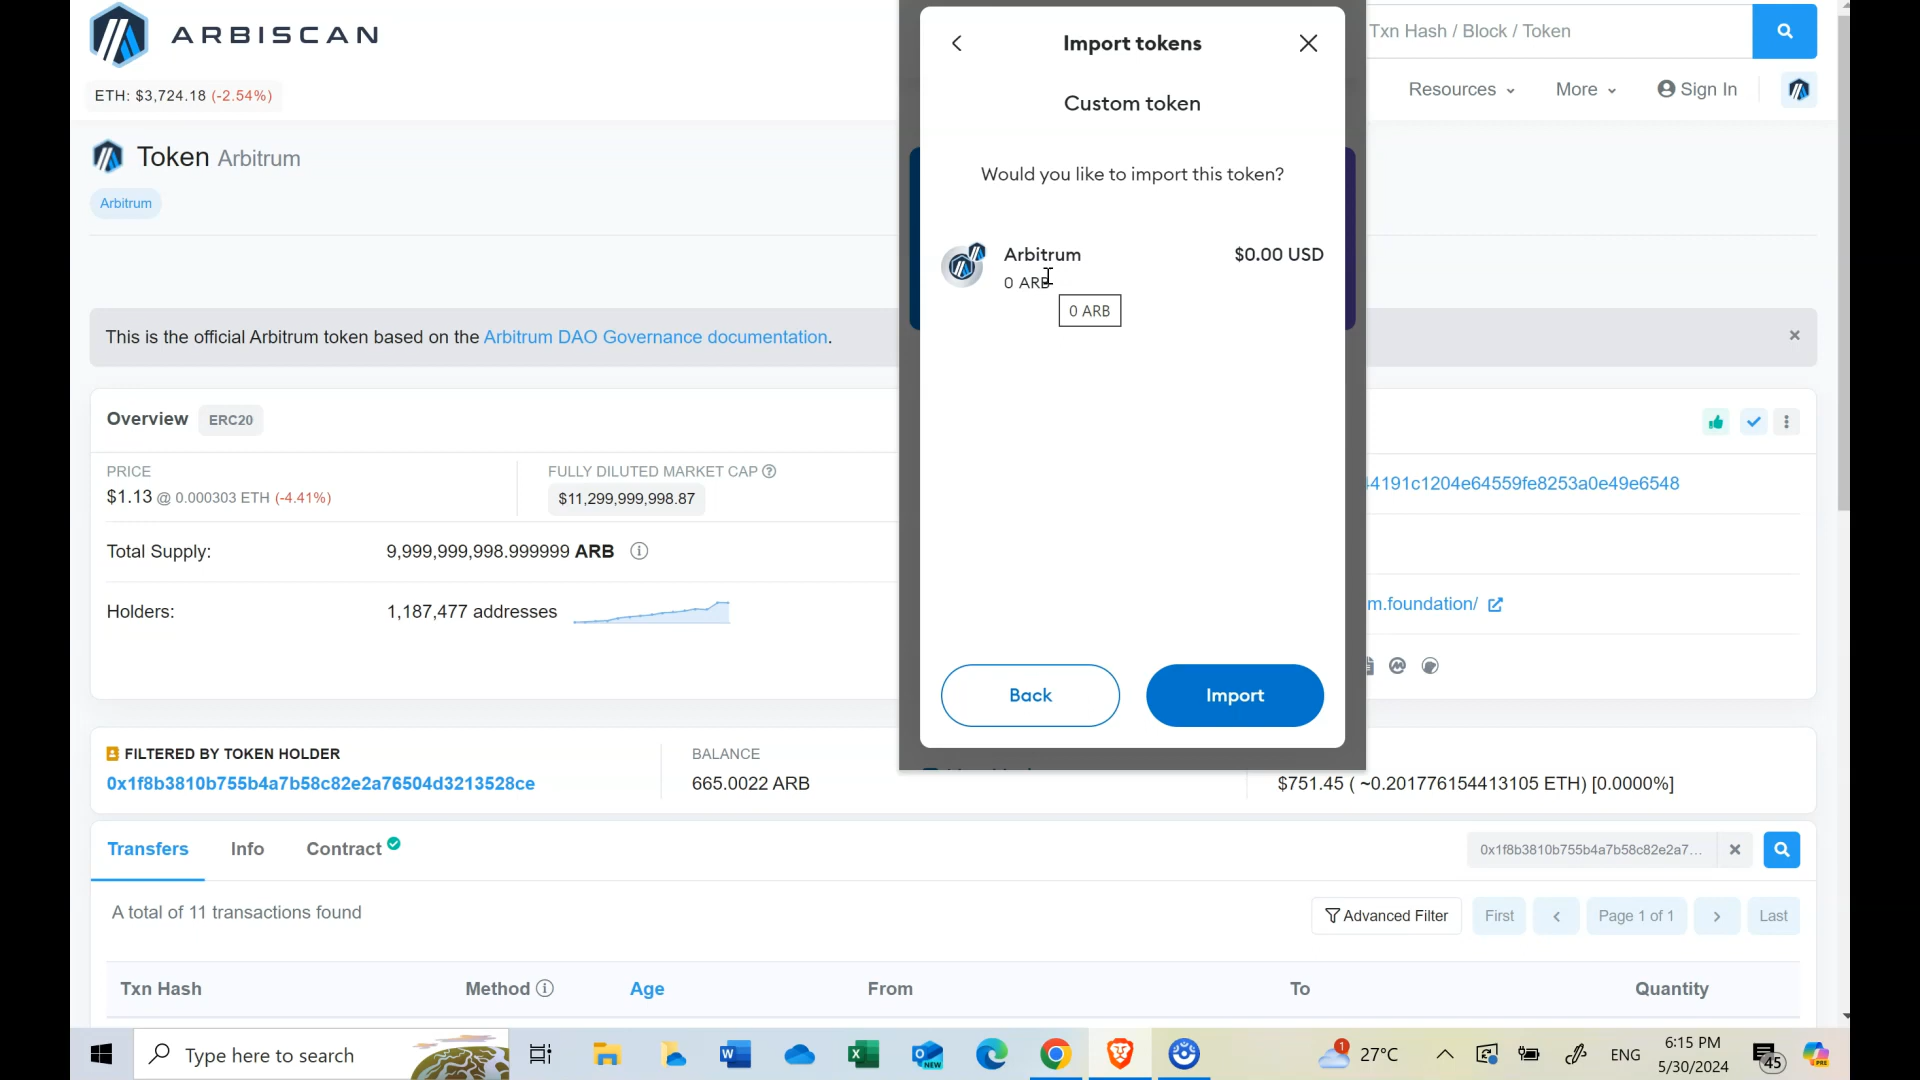 ARBISCAN
ETH: $3,724.18 (-2.54%)
Txn Hash / Block / Token
Resources
More
Sign In
Token Arbitrum
Arbitrum
This is the official Arbitrum token based on the Arbitrum DAO Governance documentation.
Import tokens
Custom token
Would you like to import this token?
Arbitrum
$0.00 USD
0 ARB
0 ARB
Back
Import
Overview
ERC20
PRICE
$1.13 @ 0.000303 ETH (-4.41%)
FULLY DILUTED MARKET CAP
$11,299,999,998.87
Total Supply:
9,999,999,998.999999 ARB
Holders:
1,187,477 addresses
4191c1204e64559fe8253a0e49e6548
m.foundation/
FILTERED BY TOKEN HOLDER
0x1f8b3810b755b4a7b58c82e2a76504d3213528ce
BALANCE
665.0022 ARB
$751.45 ( ~0.201776154413105 ETH) [0.0000%]
Transfers
Info
Contract
0x1f8b3810b755b4a7b58c82e2a7...
A total of 11 transactions found
Advanced Filter
First
Page 1 of 1
Last
Txn Hash
Method
Age
From
To
Quantity
Type here to search
NEW
1
27°C
ENG
6:15 PM
5/30/2024
45
PRE